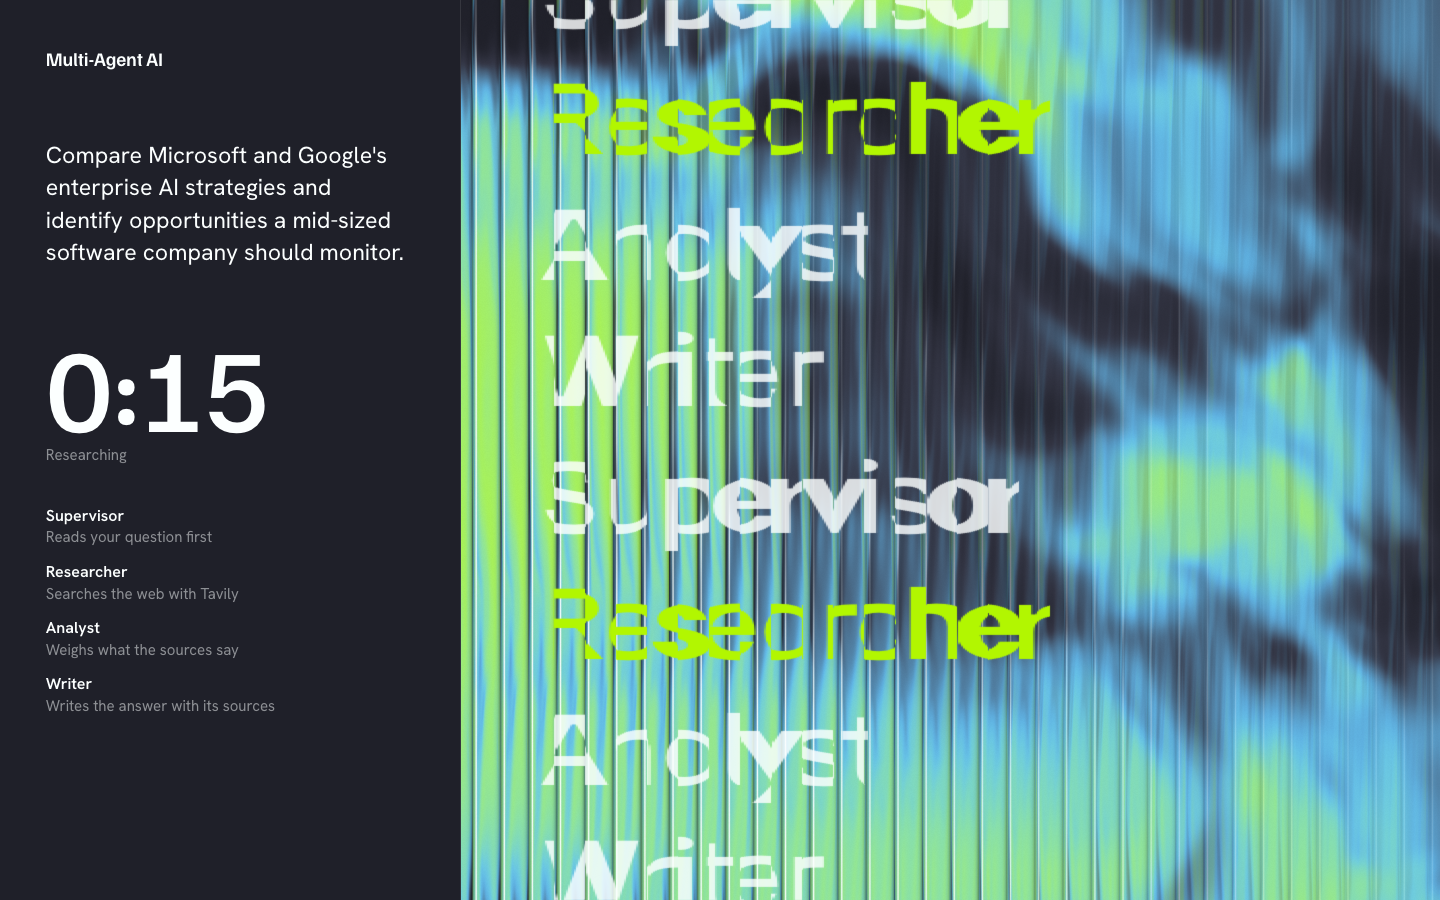 Multi-Agent AI
Compare Microsoft and Google's
enterprise AI strategies and
identify opportunities a mid-sized
software company should monitor.
0:15
Researching
Supervisor
Reads your question first
Researcher
Searches the web with Tavily
Analyst
Weighs what the sources say
Writer
Writes the answer with its sources
Supervisor
Researcher
Analyst
Writer
Supervisor
Researcher
Analyst
Writer